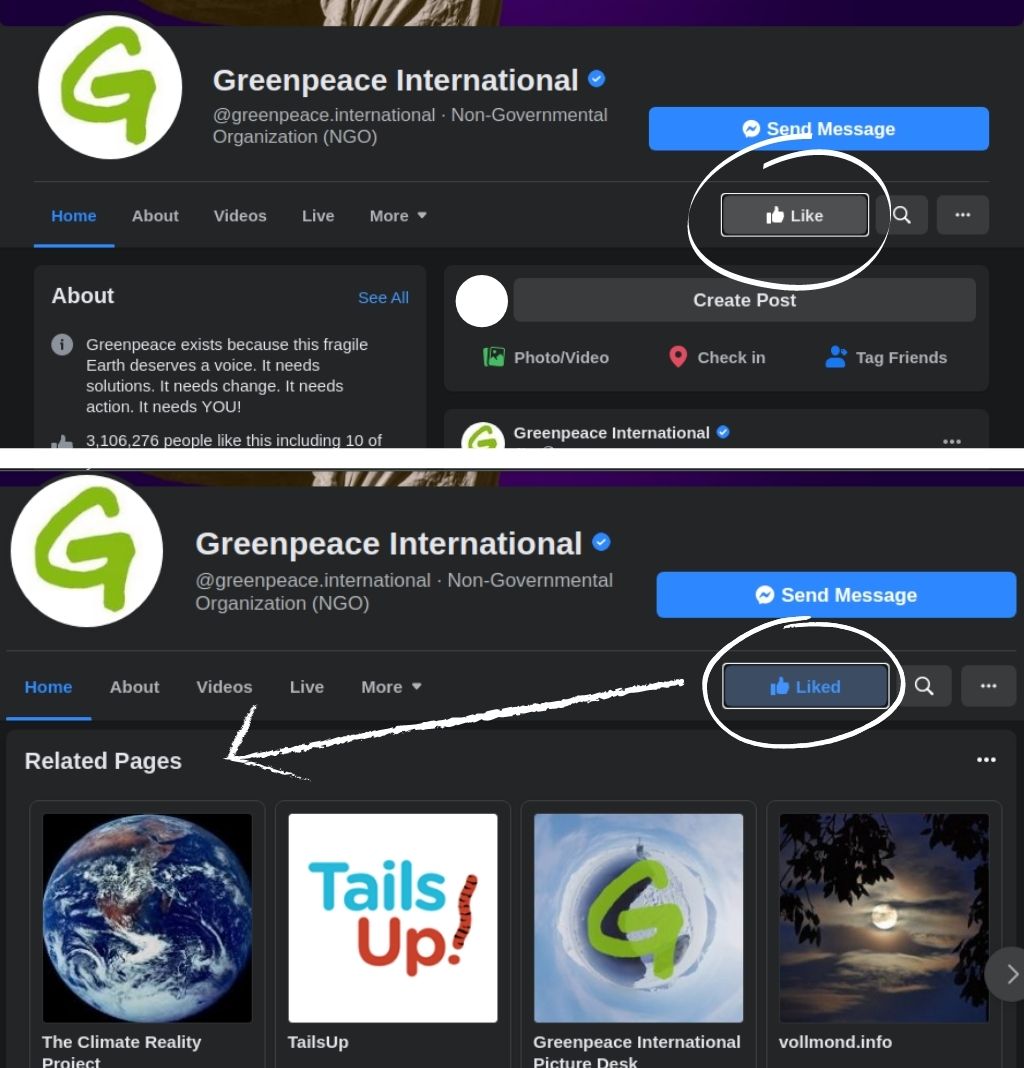 Greenpeace International
@greenpeace.international · Non-Governmental
Organization (NGO)
Send Message
Home About Videos Live More
Like
About See All
Greenpeace exists because this fragile
Earth deserves a voice. It needs
solutions. It needs change. It needs
action. It needs YOU!
3,106,276 people like this including 10 of
Create Post
Photo/Video Check in Tag Friends
Greenpeace International
Greenpeace International
@greenpeace.international · Non-Governmental
Organization (NGO)
Send Message
Home About Videos Live More
Liked
Related Pages
Tails
Up!
The Climate Reality
Project
TailsUp
Greenpeace International
Picture Desk
vollmond.info